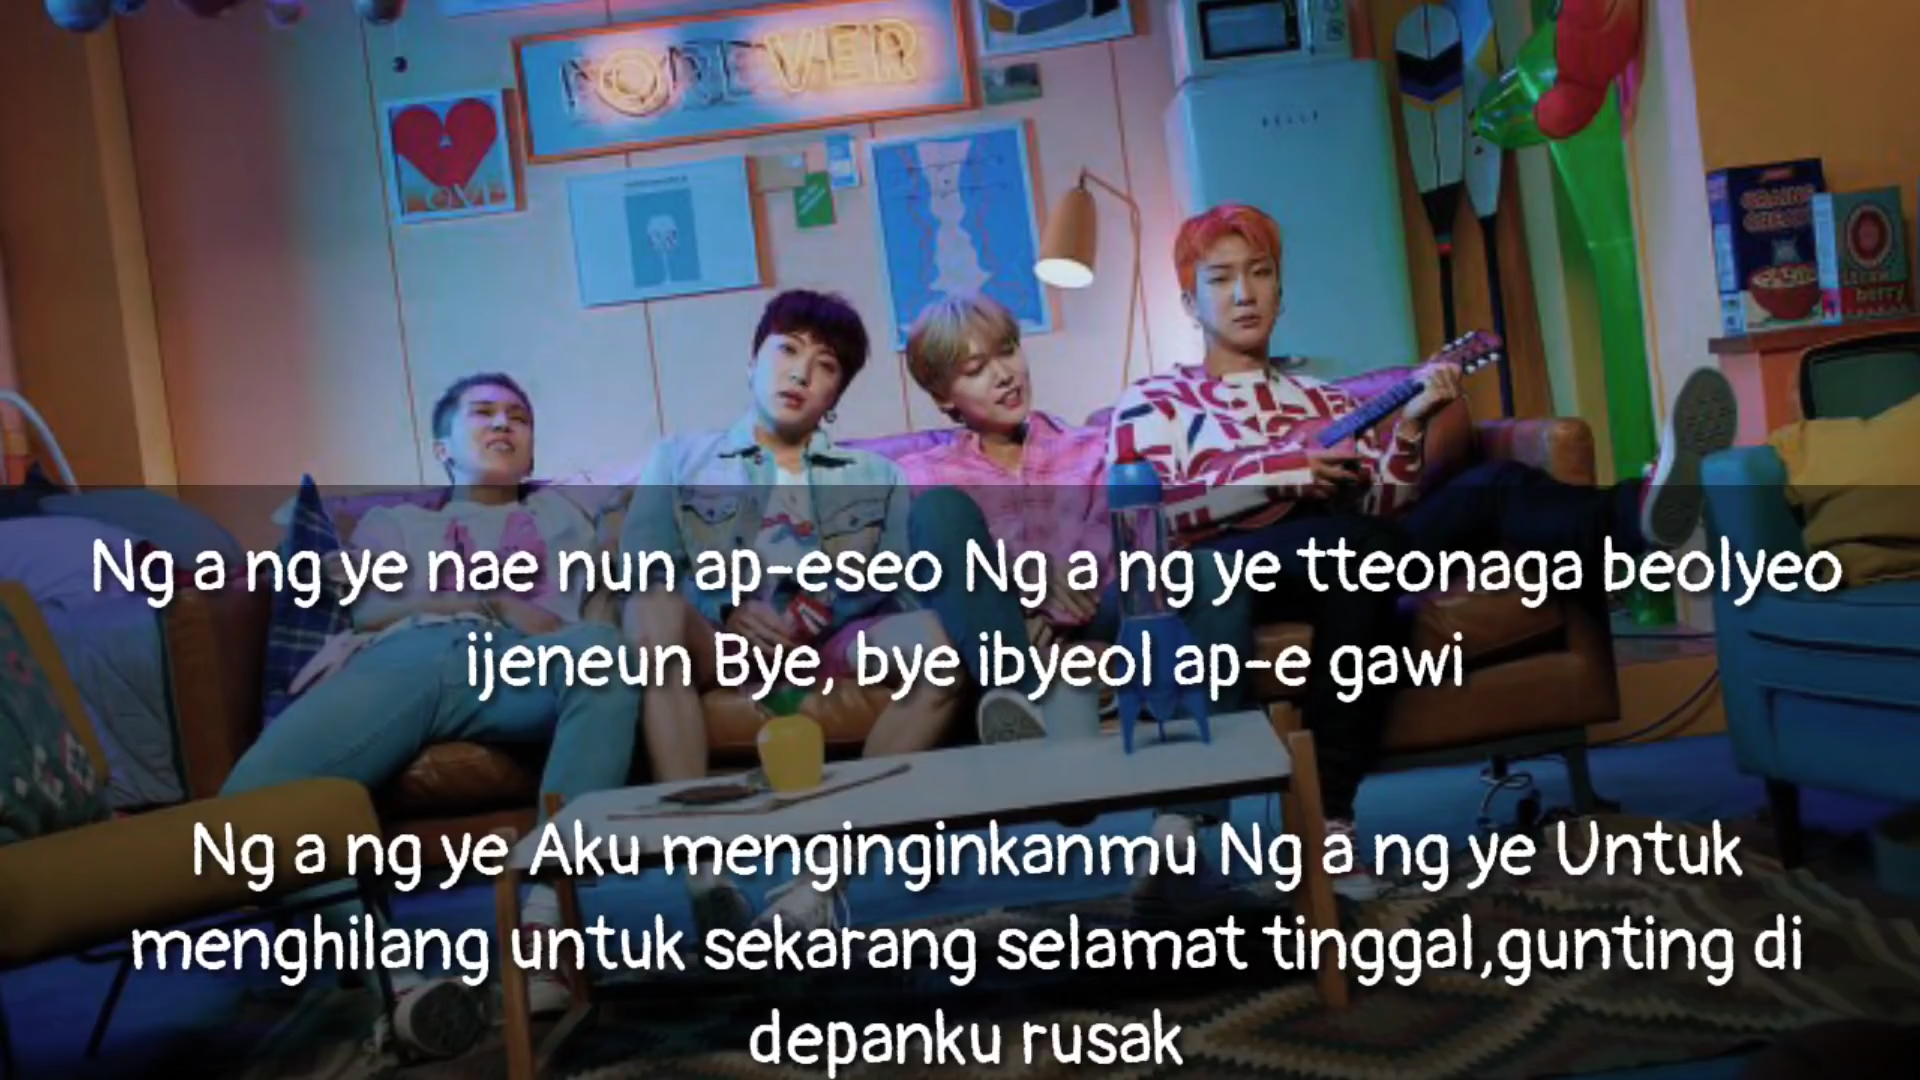 FOREVER
LOVE
Ng a ng ye nae nun ap-eseo Ng a ng ye tteonaga beolyeo
ijeneun Bye, bye ibyeol ap-e gawi
Ng a ng ye Aku menginginkanmu Ng a ng ye Untuk
menghilang untuk sekarang selamat tinggal,gunting di
depanku rusak